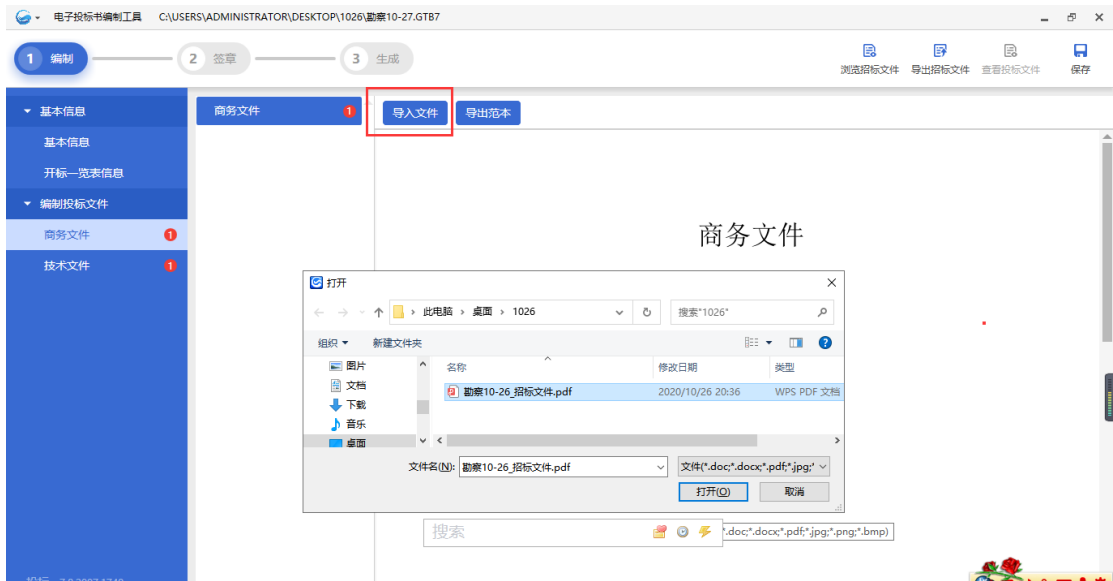 电子投标书编制工具 C:\USERS\ADMINISTRATOR\DESKTOP\1026\勘察10-27.GTB7
1 编制 2 签章 3 生成
浏览招标文件 导出招标文件 查看投标文件 保存
基本信息
基本信息
开标一览表信息
编制投标文件
商务文件 1
技术文件 1
商务文件 1
导入文件 导出范本
商务文件
打开
此电脑 › 桌面 › 1026
搜索"1026"
组织 新建文件夹
图片
文档
下载
音乐
桌面
名称 修改日期 类型
勘察10-26_招标文件.pdf 2020/10/26 20:36 WPS PDF 文档
文件名(N): 勘察10-26_招标文件.pdf 文件(*.doc;*.docx;*.pdf;*.jpg;*
打开(O) 取消
搜索
*.doc;*.docx;*.pdf;*.jpg;*.png;*.bmp)